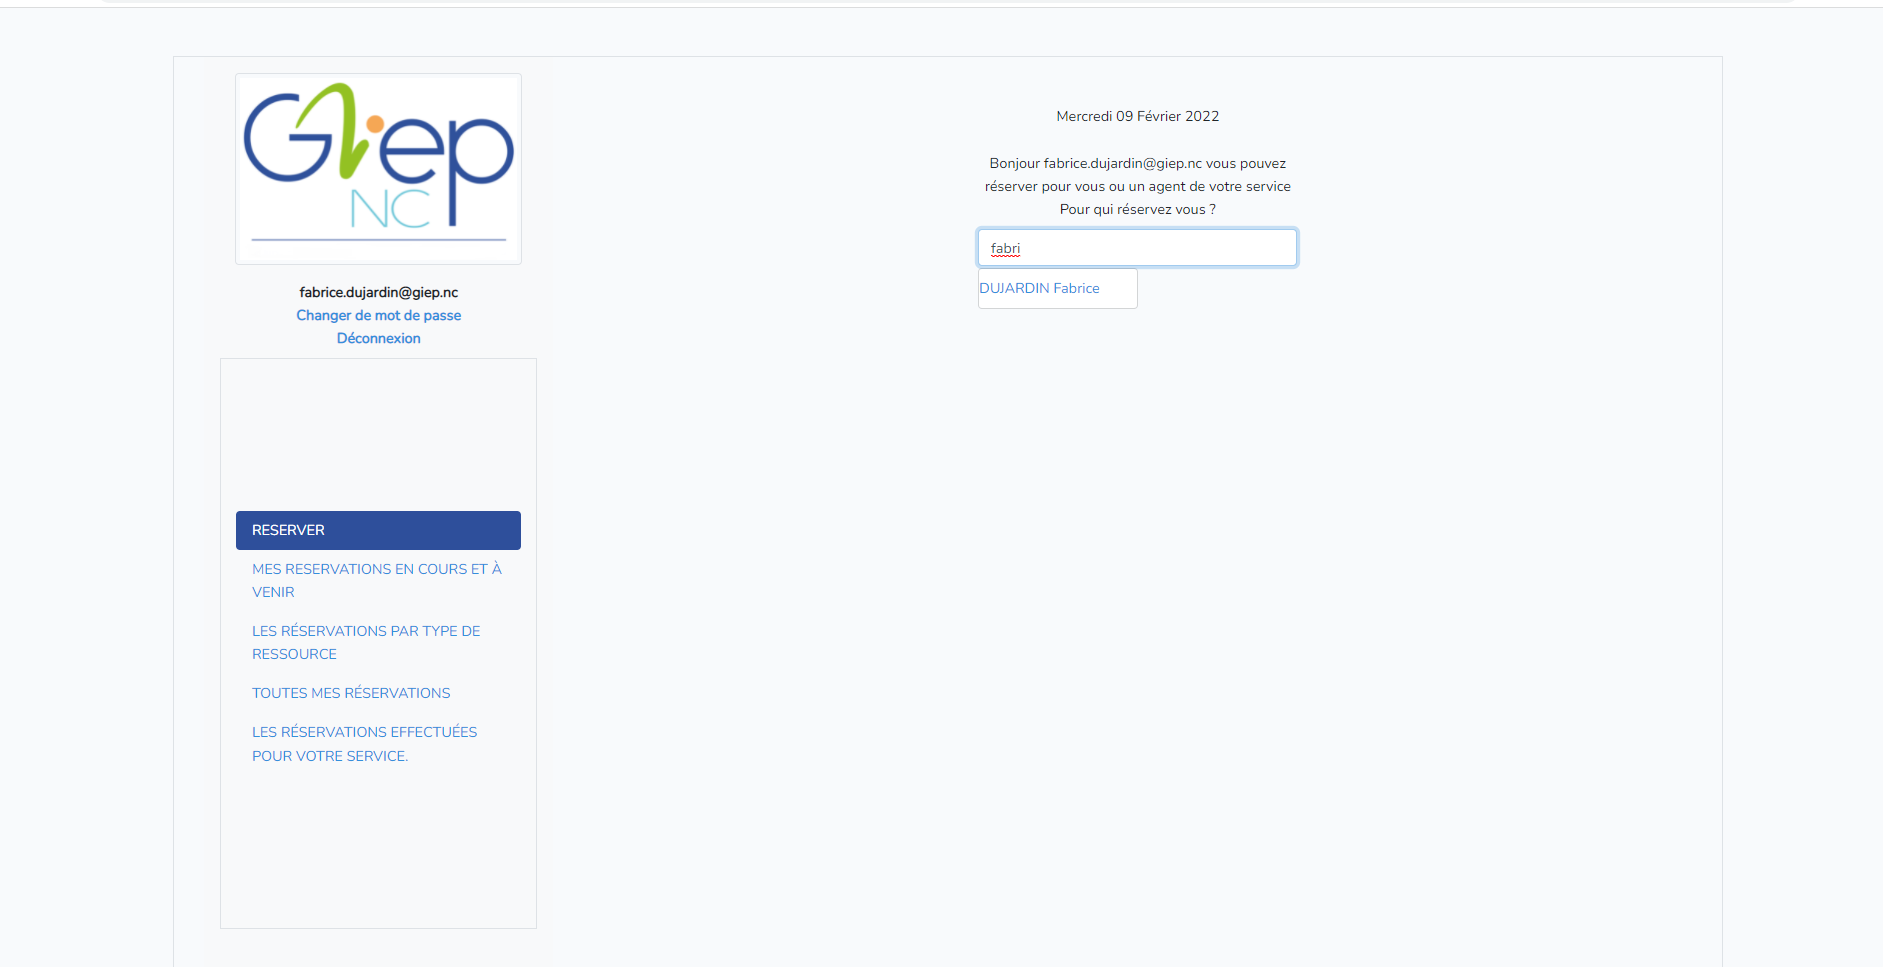 Giep
NC
fabrice.dujardin@giep.nc
Changer de mot de passe
Déconnexion
RESERVER
MES RESERVATIONS EN COURS ET À
VENIR
LES RÉSERVATIONS PAR TYPE DE
RESSOURCE
TOUTES MES RÉSERVATIONS
LES RÉSERVATIONS EFFECTUÉES
POUR VOTRE SERVICE.
Mercredi 09 Février 2022
Bonjour fabrice.dujardin@giep.nc vous pouvez
réserver pour vous ou un agent de votre service
Pour qui réservez vous ?
fabri
DUJARDIN Fabrice